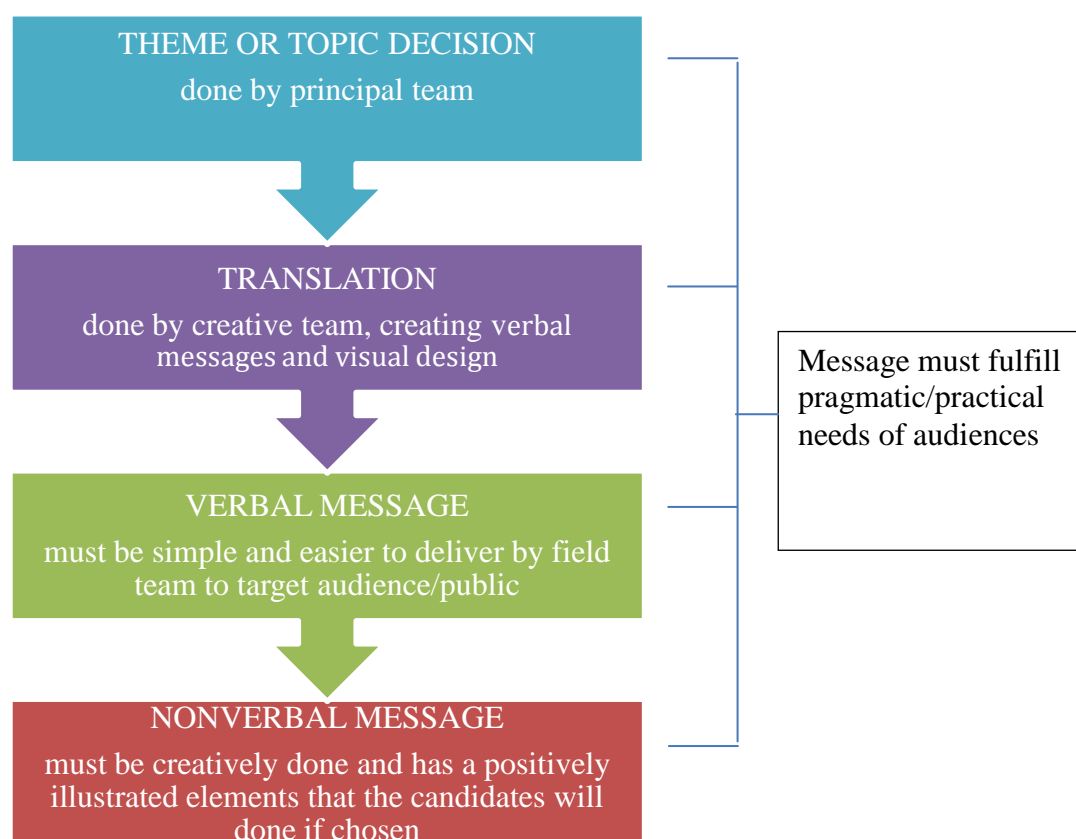 THEME OR TOPIC DECISION
done by principal team
TRANSLATION
done by creative team, creating verbal
messages and visual design
VERBAL MESSAGE
must be simple and easier to deliver by field
team to target audience/public
NONVERBAL MESSAGE
must be creatively done and has a positively
illustrated elements that the candidates will
done if chosen
Message must fulfill
pragmatic/practical
needs of audiences